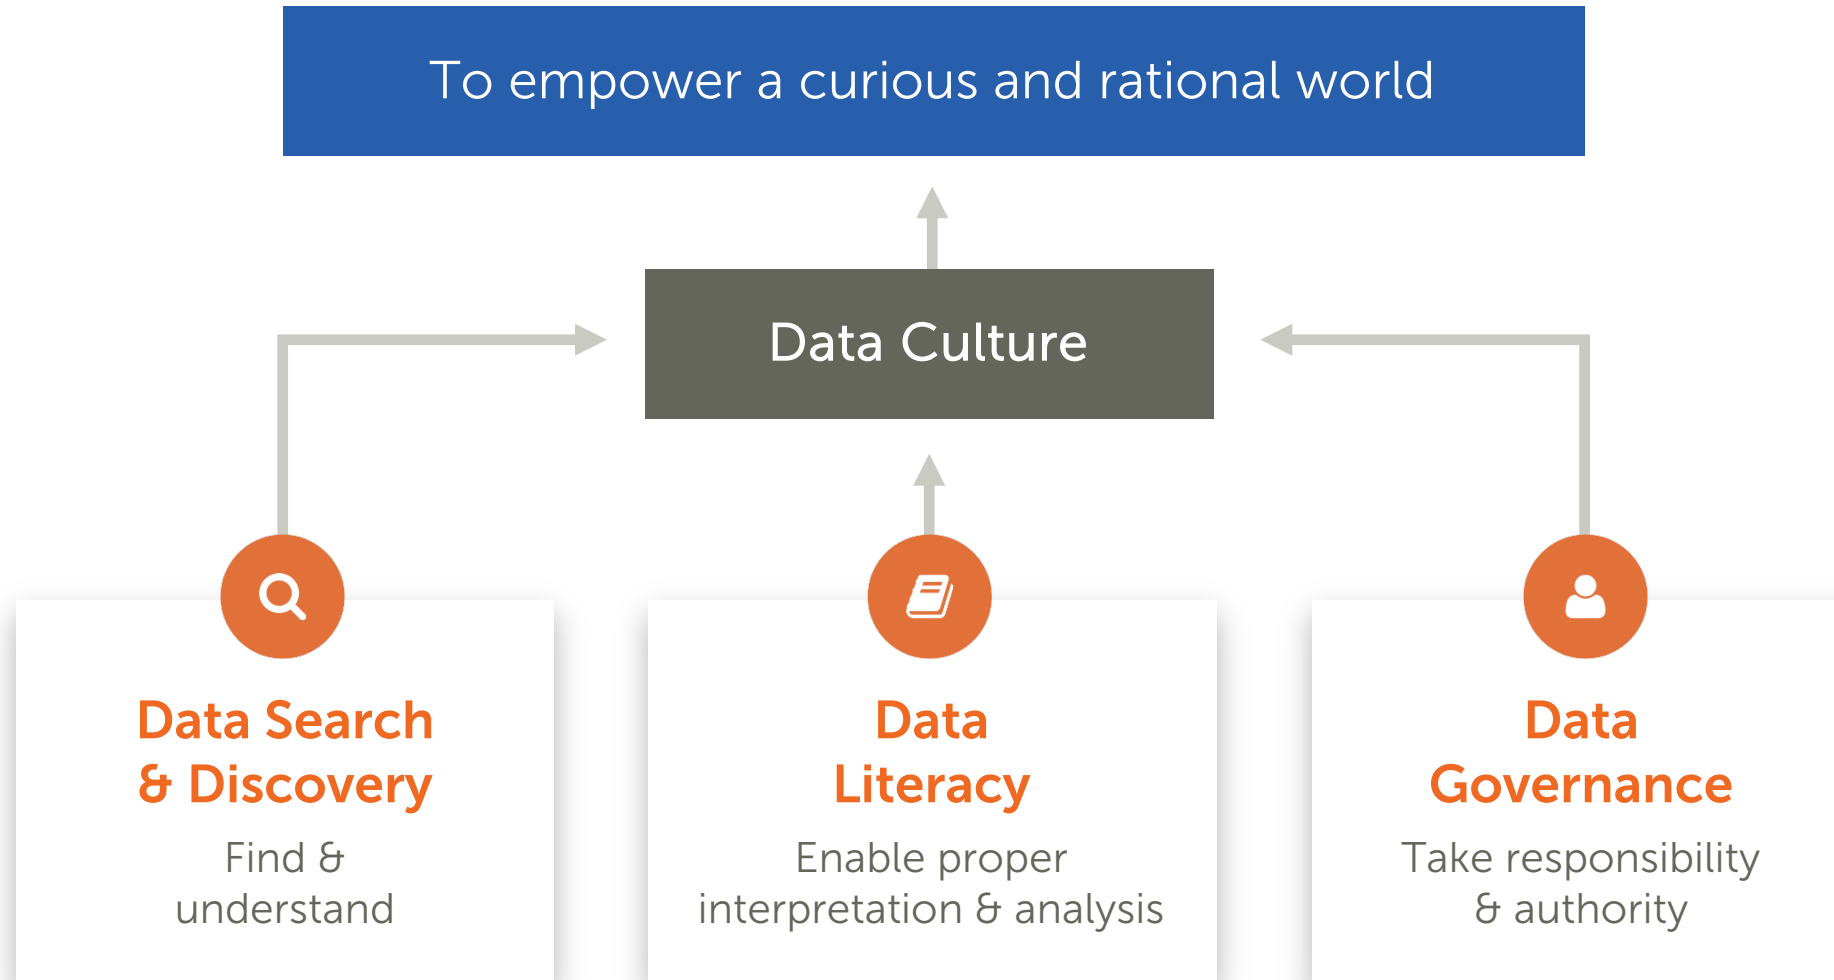 To empower a curious and rational world
Data Culture
Data Search
& Discovery
Find &
understand
Data
Literacy
Enable proper
interpretation & analysis
Data
Governance
Take responsibility
& authority